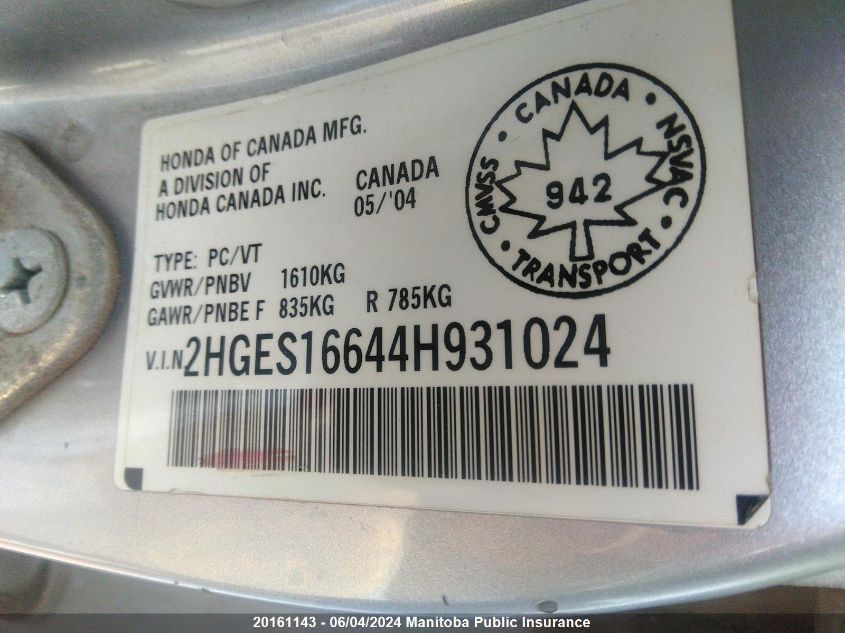 HONDA OF CANADA MFG.
A DIVISION OF
HONDA CANADA INC.
CANADA
05/'04
CANADA
CMVSS
942
NSVAC
TRANSPORT
TYPE: PC/VT
GVWR/PNBV 1610KG
GAWR/PNBE F 835KG R 785KG
V.I.N 2HGES16644H931024
20161143 - 06/04/2024 Manitoba Public Insurance